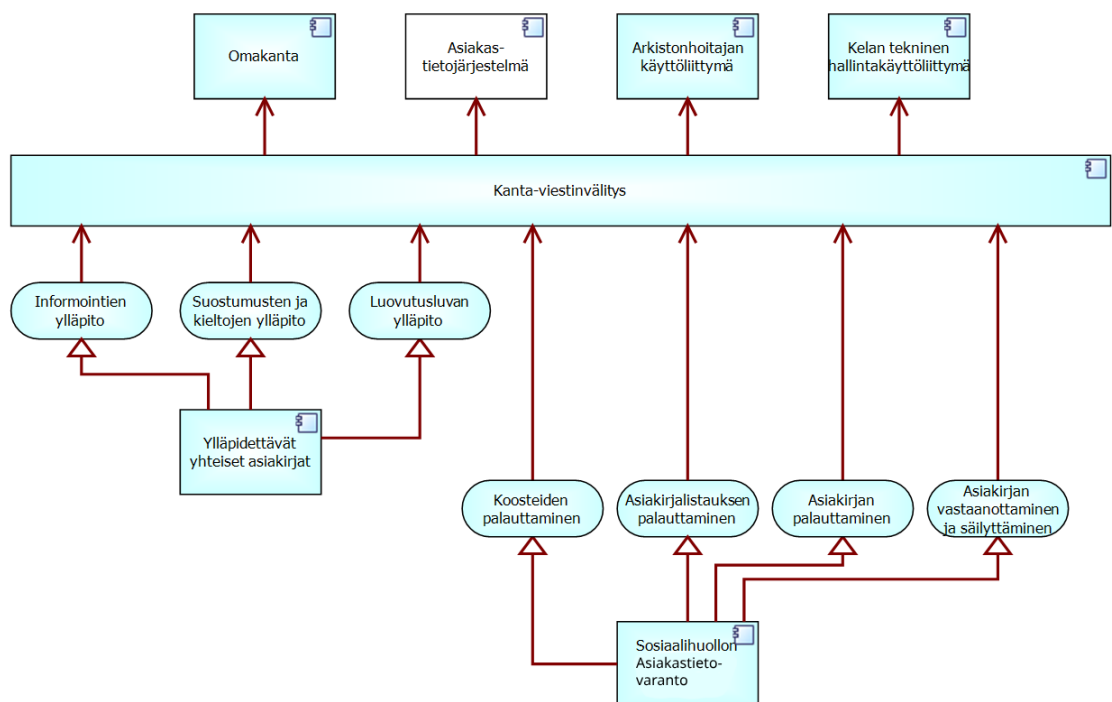 Omakanta
Asiakas-
tietojärjestelmä
Arkistonhoitajan
käyttöliittymä
Kelan tekninen
hallintakäyttöliittymä
Kanta-viestinvälitys
Informointien
ylläpito
Suostumusten ja
kieltojen ylläpito
Luovutusluvan
ylläpito
Ylläpidettävät
yhteiset asiakirjat
Koosteiden
palauttaminen
Asiakirjalistauksen
palauttaminen
Asiakirjan
palauttaminen
Asiakirjan
vastaanottaminen
ja säilyttäminen
Sosiaalihuollon
Asiakastieto-
varanto